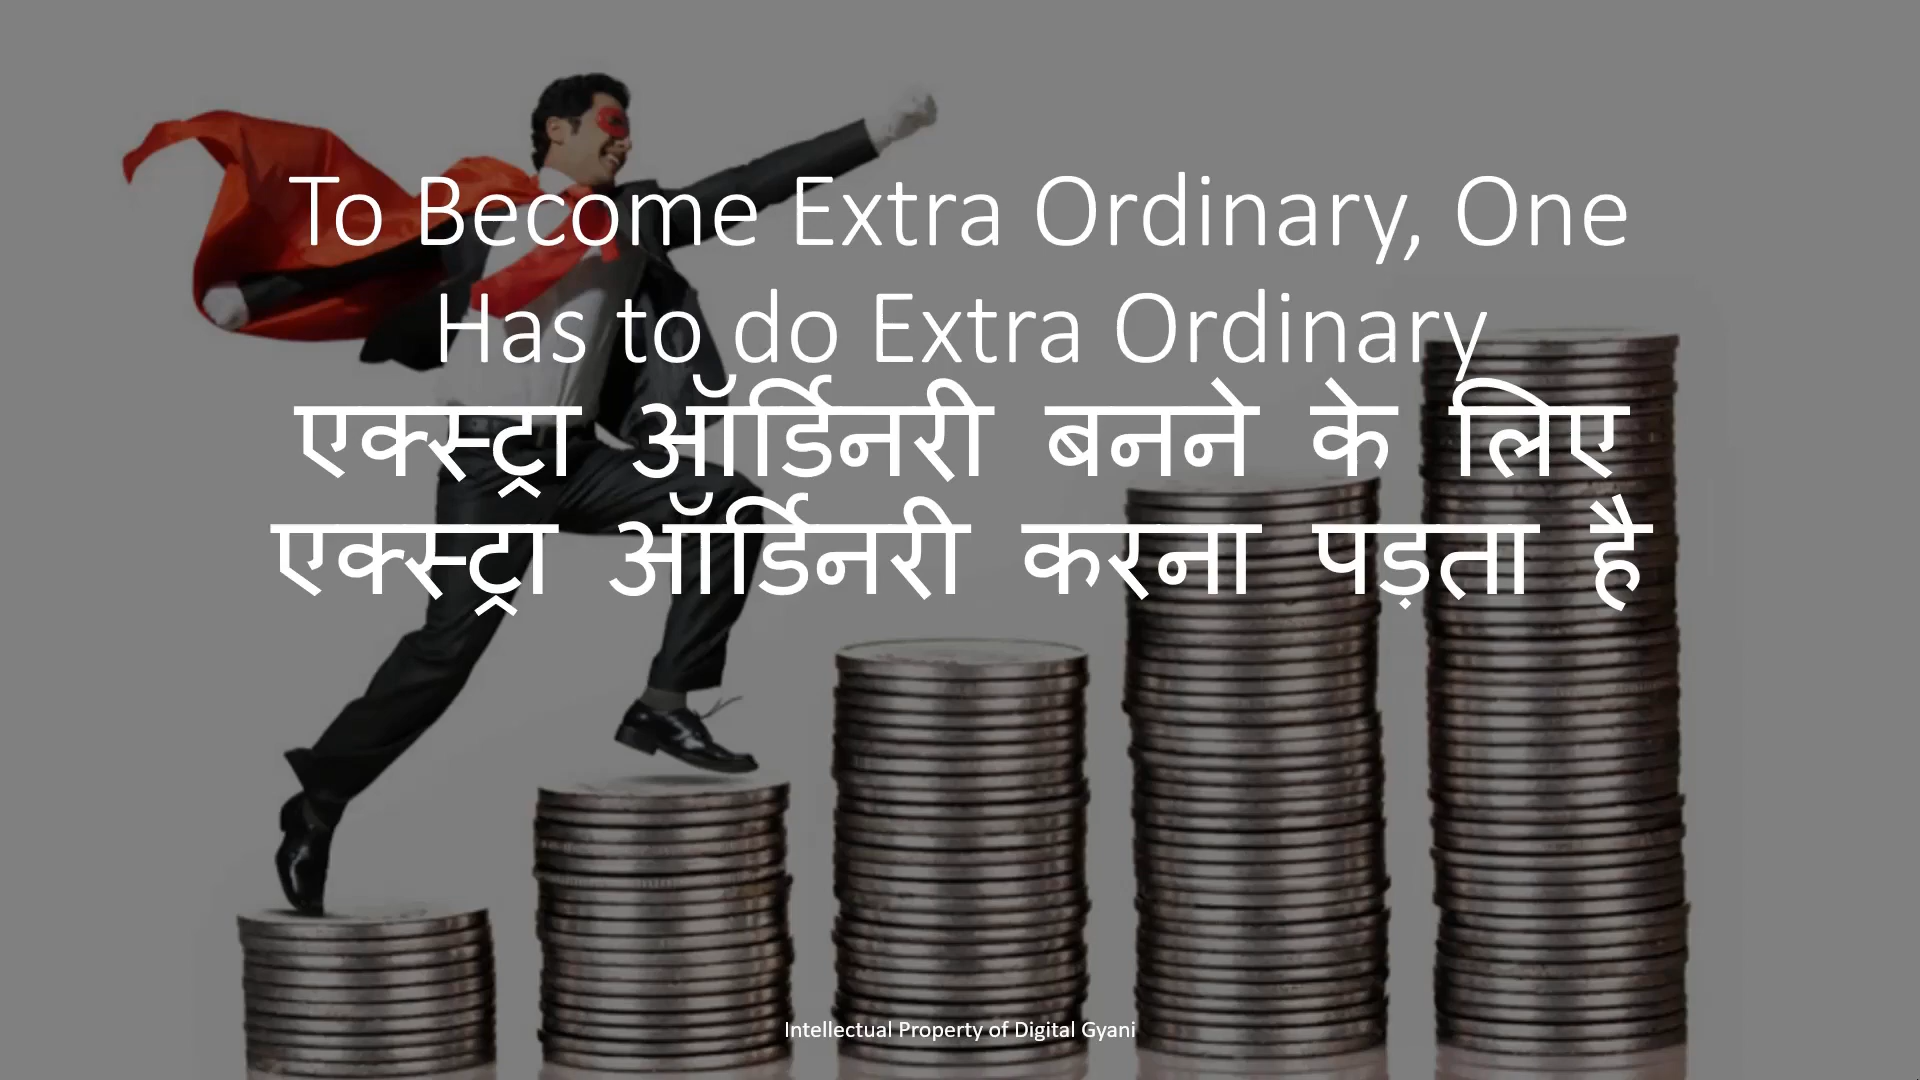 To Become Extra Ordinary, One
Has to do Extra Ordinary
एक्स्ट्रा ऑर्डिनरी बनने के लिए
एक्स्ट्रा ऑर्डिनरी करना पड़ता है
Intellectual Property of Digital Gyani